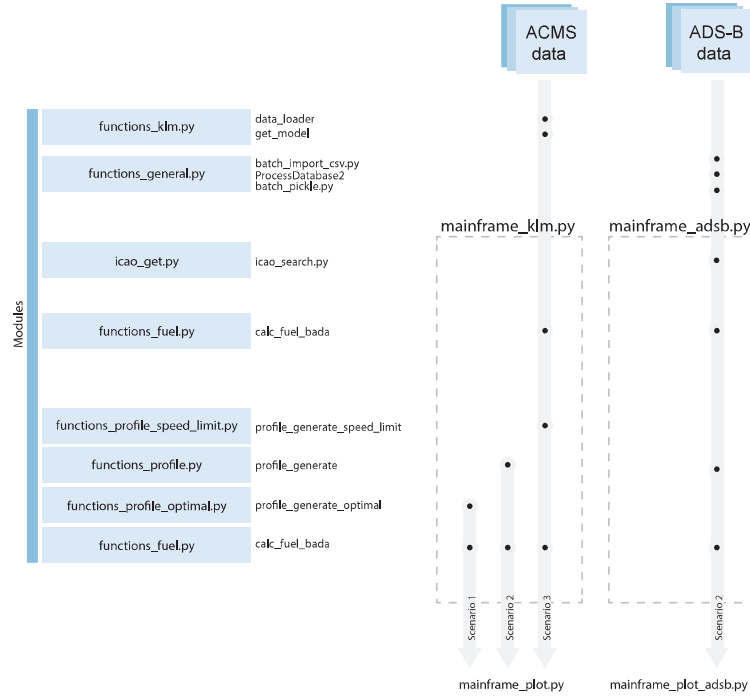 ACMS
data
ADS-B
data
Modules
functions_klm.py
data_loader
get_model
functions_general.py
batch_import_csv.py
ProcessDatabase2
batch_pickle.py
mainframe_klm.py
mainframe_adsb.py
icao_get.py
icao_search.py
functions_fuel.py
calc_fuel_bada
functions_profile_speed_limit.py
profile_generate_speed_limit
functions_profile.py
profile_generate
functions_profile_optimal.py
profile_generate_optimal
functions_fuel.py
calc_fuel_bada
Scenario 1
Scenario 2
Scenario 3
Scenario 2
mainframe_plot.py
mainframe_plot_adsb.py